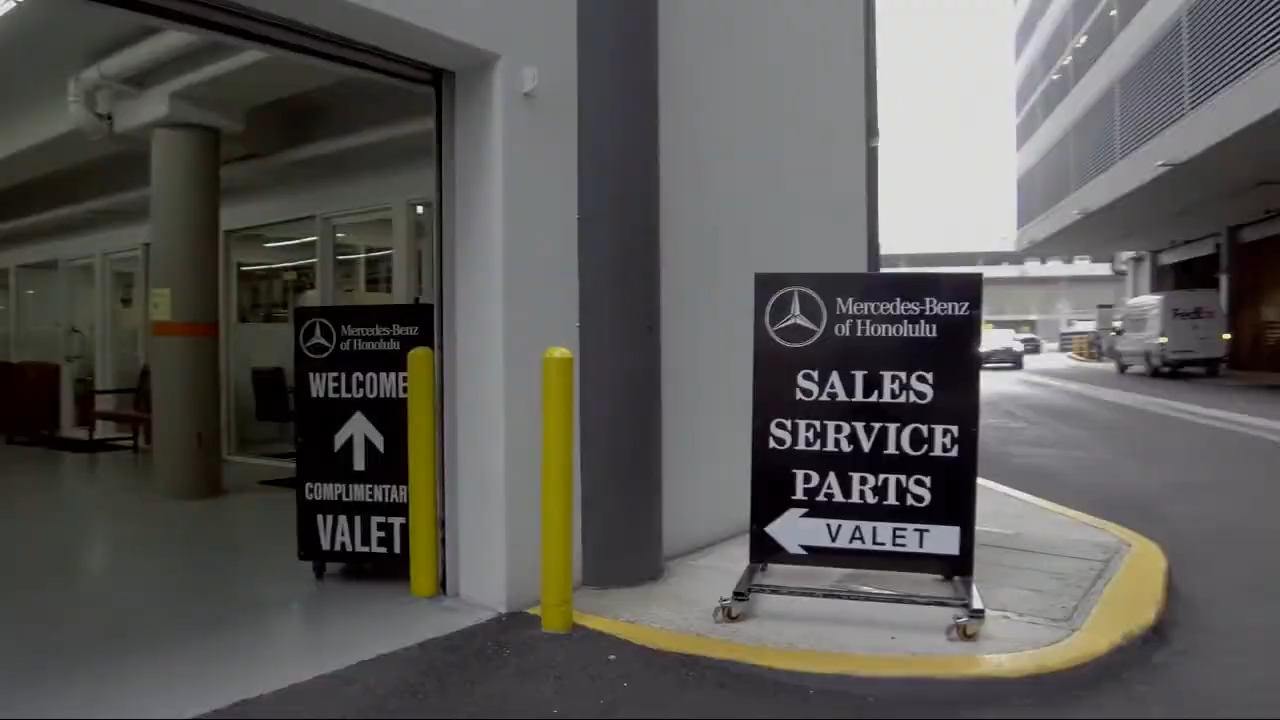 Mercedes-Benz
of Honolulu
WELCOME
COMPLIMENTAR
VALET
Mercedes-Benz
of Honolulu
SALES
SERVICE
PARTS
VALET
FedEx